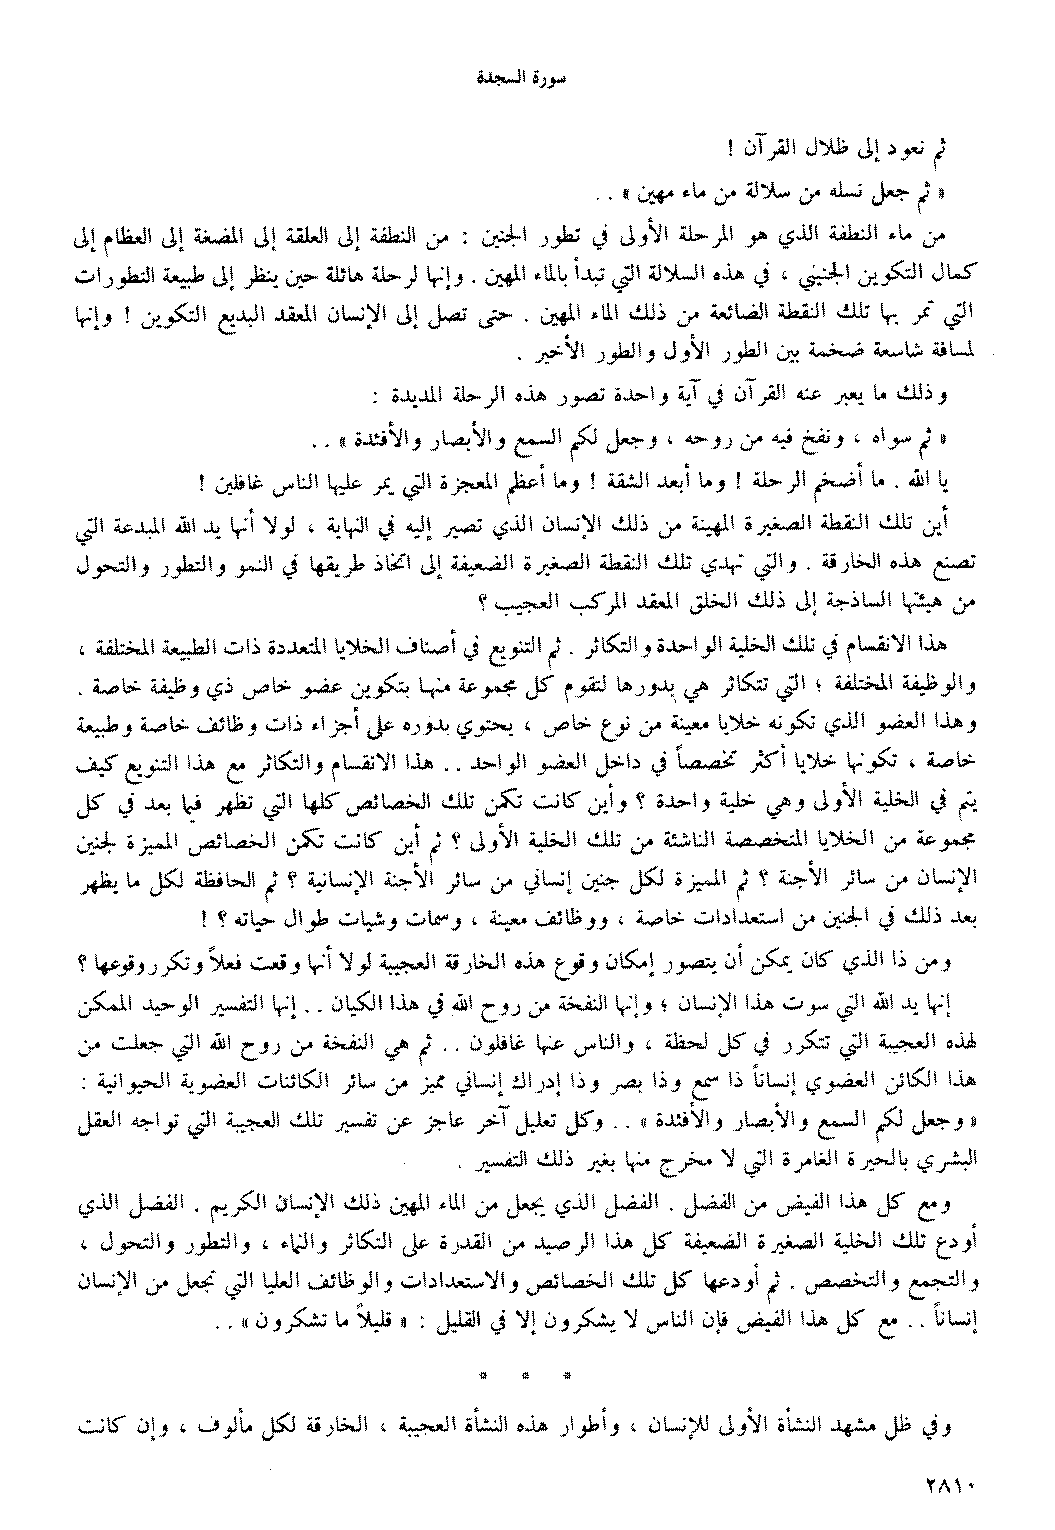 سورة السجدة
ثم نعود إلى ظلال القرآن !
« ثم جعل نسله من سلالة من ماء مهين » . .
من ماء النطفة الذي هو المرحلة الأولى في تطور الجنين : من النطفة إلى العلقة إلى المضغة إلى العظام إلى
كمال التكوين الجنيني ، في هذه السلالة التي تبدأ بالماء المهين . وإنها لرحلة هائلة حين ينظر إلى طبيعة التطورات
التي تمر بها تلك النقطة الضائعة من ذلك الماء المهين . حتى تصل إلى الإنسان المعقد البديع التكوين ! وإنها
لمسافة شاسعة ضخمة بين الطور الأول والطور الأخير .
وذلك ما يعبر عنه القرآن في آية واحدة تصور هذه الرحلة المديدة :
« ثم سواه ، ونفخ فيه من روحه ، وجعل لكم السمع والأبصار والأفئدة » . .
يا الله . ما أضخم الرحلة ! وما أبعد الشقة ! وما أعظم المعجزة التي يمر عليها الناس غافلين !
أين تلك النقطة الصغيرة المهينة من ذلك الإنسان الذي تصير إليه في النهاية ، لولا أنها يد الله المبدعة التي
تصنع هذه الخارقة . والتي تهدي تلك النقطة الصغيرة الضعيفة إلى اتخاذ طريقها في النمو والتطور والتحول
من هيئتها الساذجة إلى ذلك الخلق المعقد المركب العجيب ؟
هذا الانقسام في تلك الخلية الواحدة والتكاثر . ثم التنويع في أصناف الخلايا المتعددة ذات الطبيعة المختلفة ،
والوظيفة المختلفة ؛ التي تتكاثر هي بدورها لتقوم كل مجموعة منها بتكوين عضو خاص ذي وظيفة خاصة .
وهذا العضو الذي تكونه خلايا معينة من نوع خاص ، يحتوي بدوره على أجزاء ذات وظائف خاصة وطبيعة
خاصة ، تكونها خلايا أكثر تخصصاً في داخل العضو الواحد . . هذا الانقسام والتكاثر مع هذا التنويع كيف
يتم في الخلية الأولى وهي خلية واحدة ؟ وأين كانت تكمن تلك الخصائص كلها التي تظهر فيما بعد في كل
مجموعة من الخلايا المتخصصة الناشئة من تلك الخلية الأولى ؟ ثم أين كانت تكمن الخصائص المميزة لجنين
الإنسان من سائر الأجنة ؟ ثم المميزة لكل جنين إنساني من سائر الأجنة الإنسانية ؟ ثم الحافظة لكل ما يظهر
بعد ذلك في الجنين من استعدادات خاصة ، ووظائف معينة ، وسمات وشيات طوال حياته ؟ !
ومن ذا الذي كان يمكن أن يتصور إمكان وقوع هذه الخارقة العجيبة لولا أنها وقعت فعلاً وتكرر وقوعها ؟
إنها يد الله التي سوت هذا الإنسان ؛ وإنها النفخة من روح الله في هذا الكيان . . إنها التفسير الوحيد الممكن
لهذه العجيبة التي تتكرر في كل لحظة ، والناس عنها غافلون . . ثم هي النفخة من روح الله التي جعلت من
هذا الكائن العضوي إنساناً ذا سمع وذا بصر وذا إدراك إنساني مميز من سائر الكائنات العضوية الحيوانية :
« وجعل لكم السمع والأبصار والأفئدة » . . وكل تعليل آخر عاجز عن تفسير تلك العجيبة التي تواجه العقل
البشري بالحيرة الغامرة التي لا مخرج منها بغير ذلك التفسير .
ومع كل هذا الفيض من الفضل . الفضل الذي يجعل من الماء المهين ذلك الإنسان الكريم . الفضل الذي
أودع تلك الخلية الصغيرة الضعيفة كل هذا الرصيد من القدرة على التكاثر والنماء ، والتطور والتحول ،
والتجمع والتخصص . ثم أودعها كل تلك الخصائص والاستعدادات والوظائف العليا التي تجعل من الإنسان
إنساناً . . مع كل هذا الفيض فإن الناس لا يشكرون إلا في القليل : « قليلاً ما تشكرون » . .
* * *
وفي ظل مشهد النشأة الأولى للإنسان ، وأطوار هذه النشأة العجيبة ، الخارقة لكل مألوف ، وإن كانت
٢٨١٠